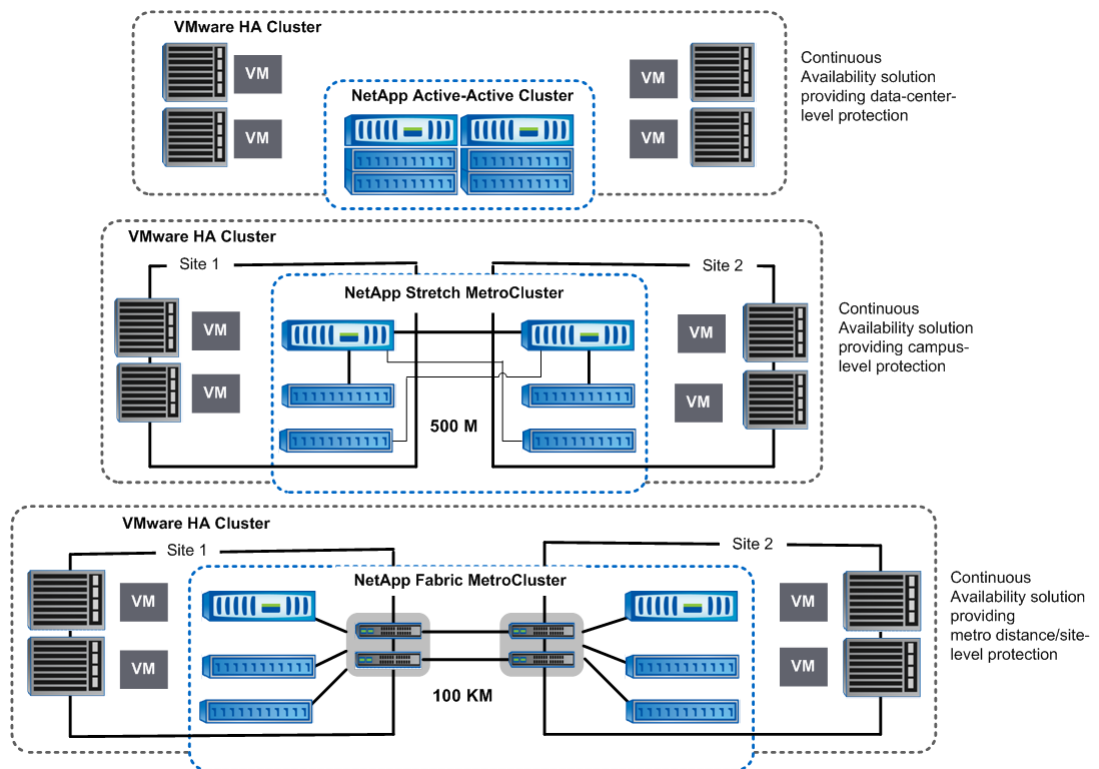 VMware HA Cluster
VM
VM
NetApp Active-Active Cluster
VM
VM
Continuous
Availability solution
providing data-center-
level protection
VMware HA Cluster
Site 1
Site 2
NetApp Stretch MetroCluster
VM
VM
500 M
VM
VM
Continuous
Availability solution
providing campus-
level protection
VMware HA Cluster
Site 1
Site 2
NetApp Fabric MetroCluster
VM
VM
100 KM
VM
VM
Continuous
Availability solution
providing
metro distance/site-
level protection